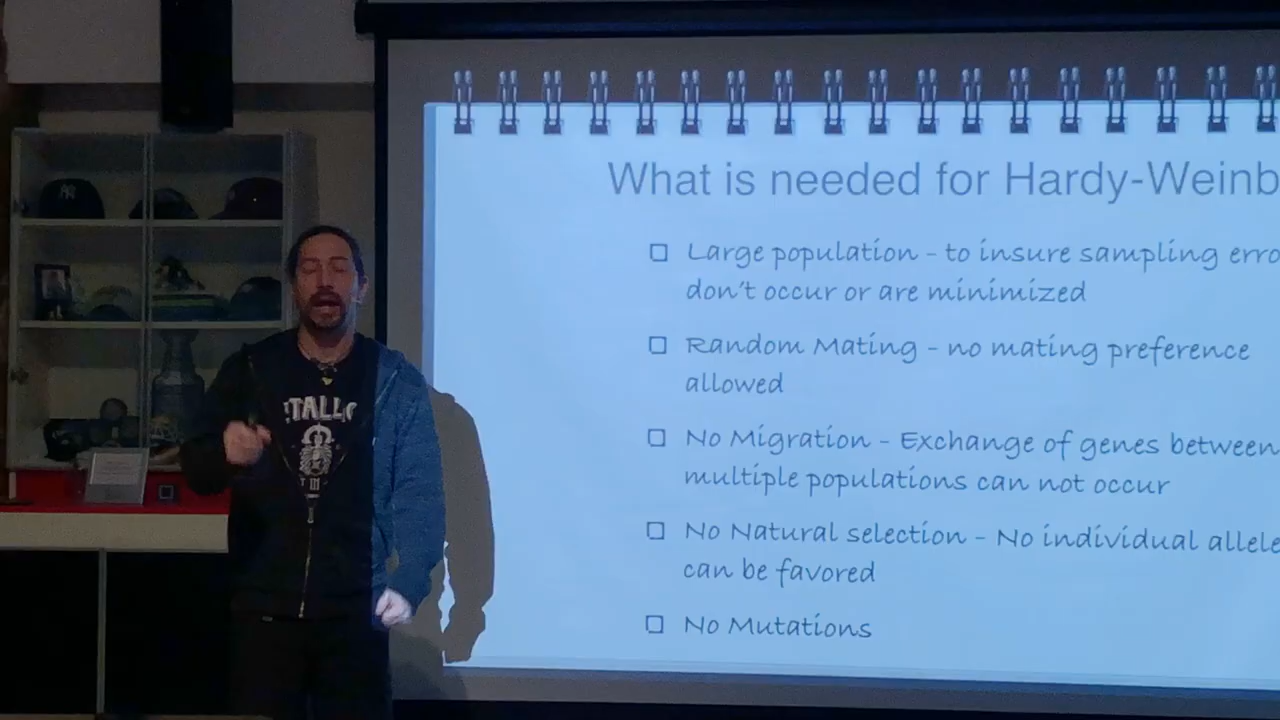 What is needed for Hardy-Weinb
□ Large population - to insure sampling erro
don't occur or are minimized
□ Random Mating - no mating preference
allowed
□ No Migration - Exchange of genes between
multiple populations can not occur
□ No Natural selection - No individual allele
can be favored
□ No Mutations